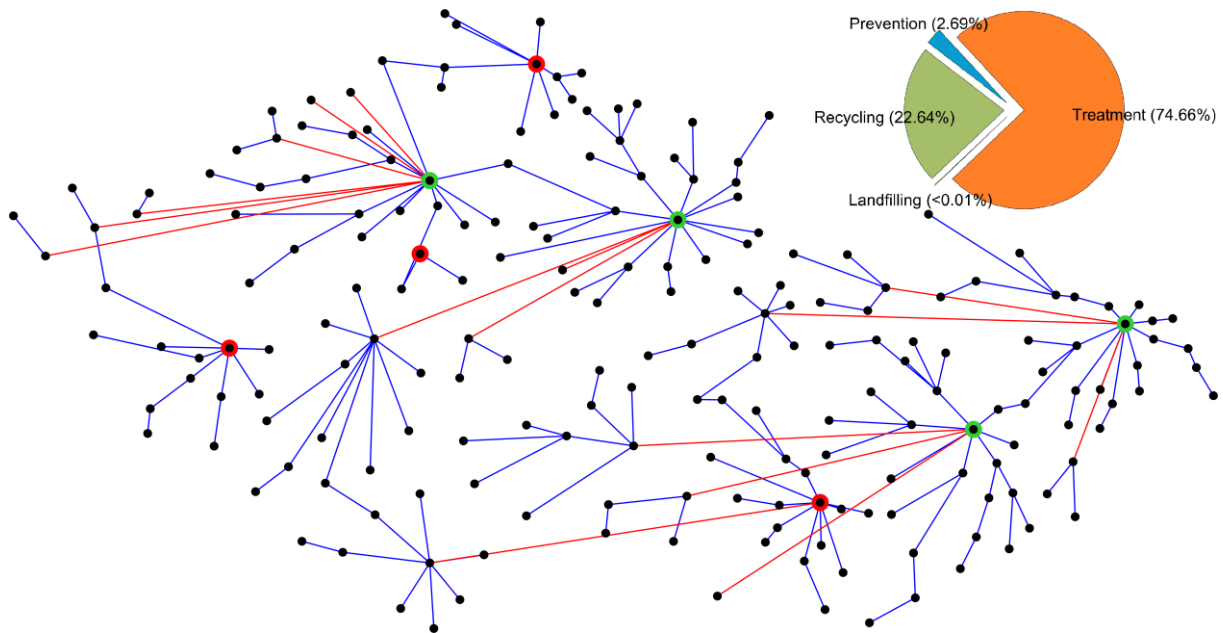 Prevention (2.69%)
Recycling (22.64%)
Treatment (74.66%)
Landfilling (<0.01%)